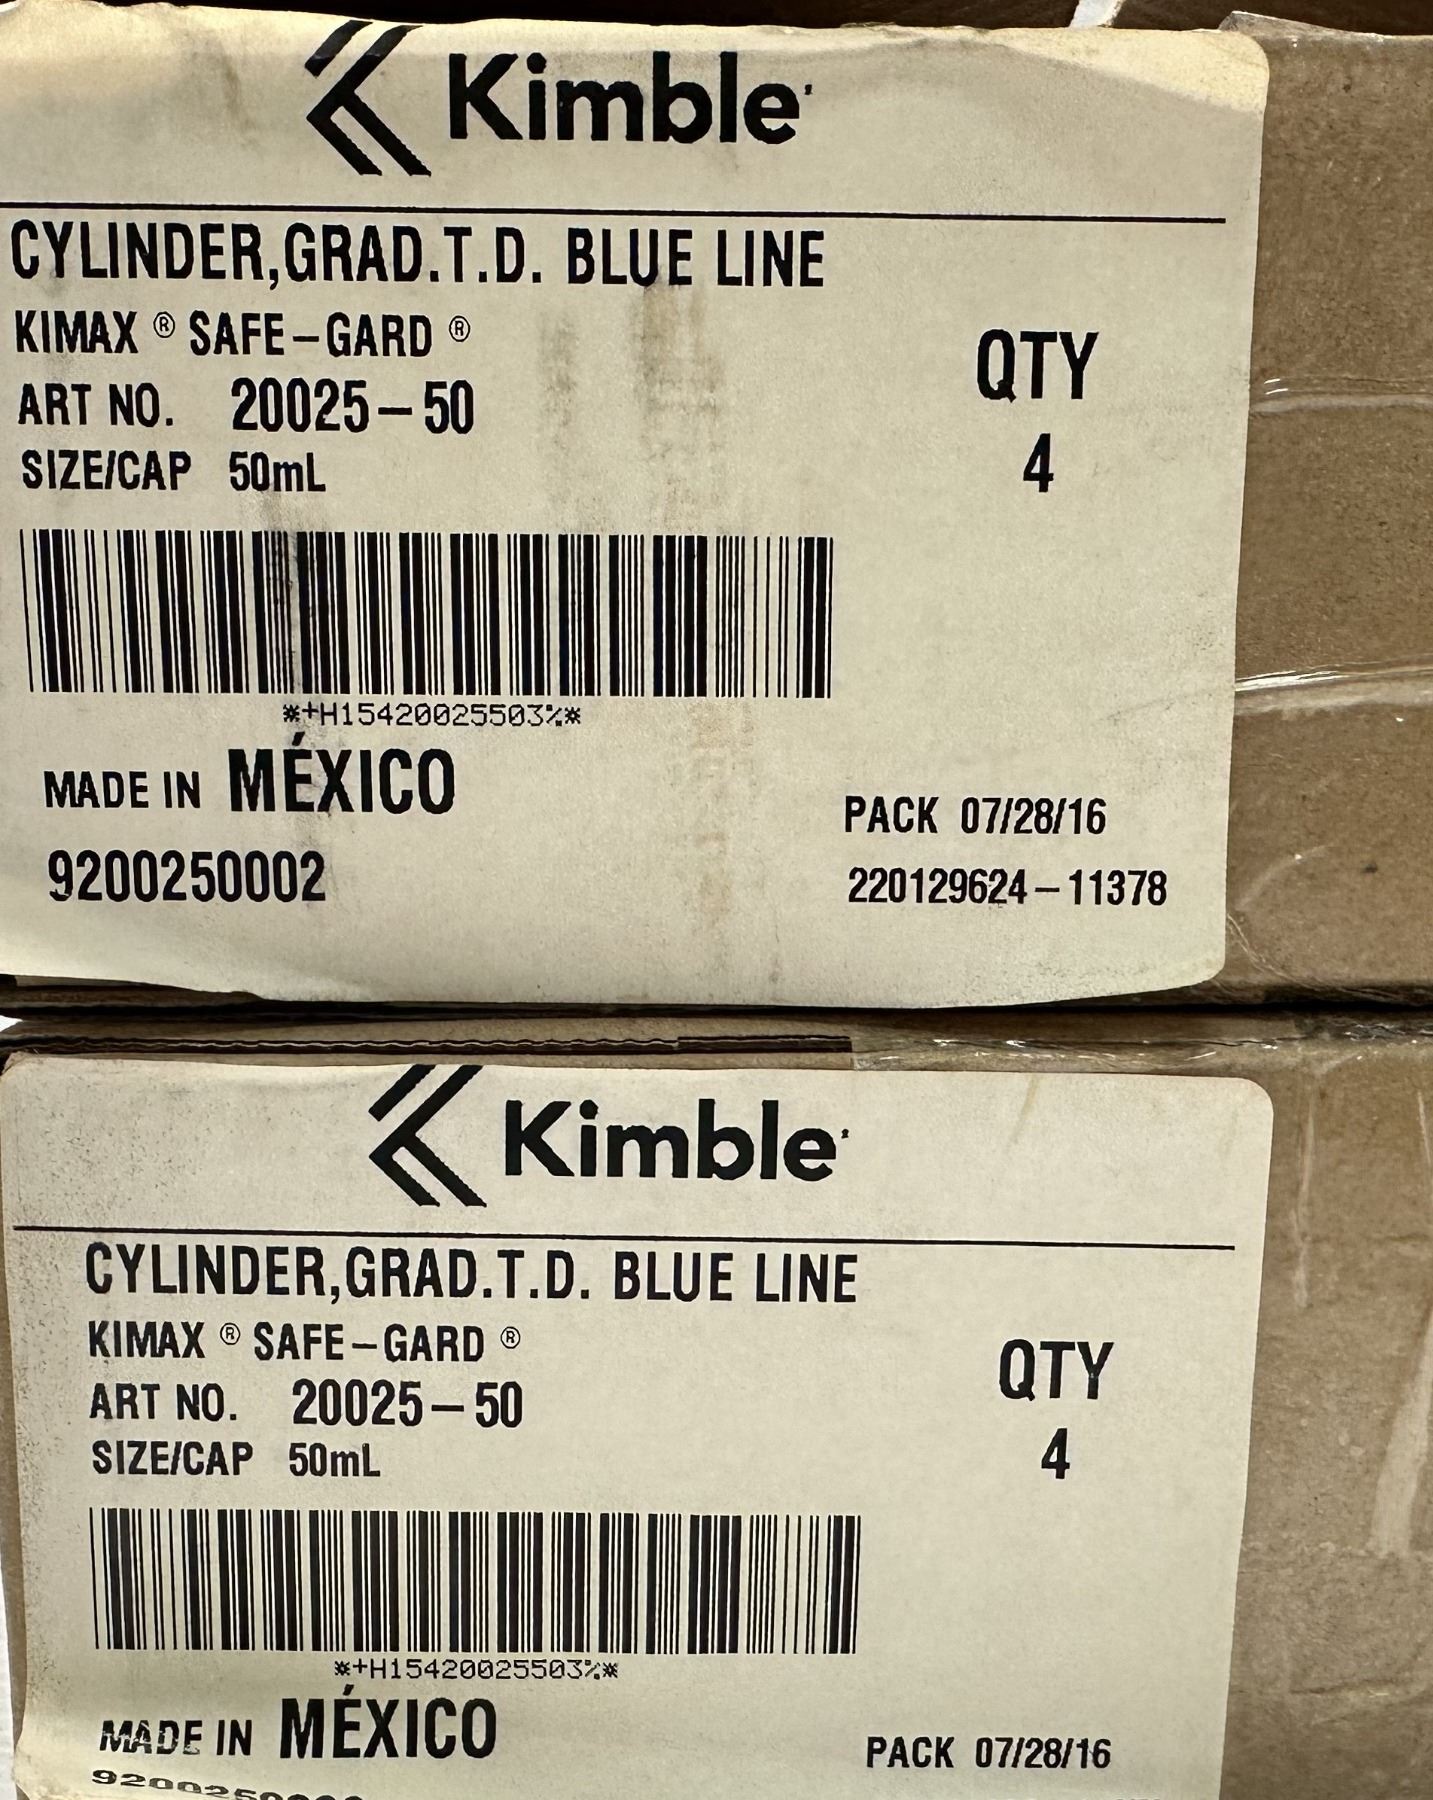 Kimble
CYLINDER,GRAD.T.D. BLUE LINE
KIMAX ® SAFE-GARD ®
ART NO. 20025-50
SIZE/CAP 50mL
QTY
4
*+H15420025503%*
MADE IN MÉXICO
9200250002
PACK 07/28/16
220129624-11378
Kimble
CYLINDER,GRAD.T.D. BLUE LINE
KIMAX ® SAFE-GARD ®
ART NO. 20025-50
SIZE/CAP 50mL
QTY
4
*+H15420025503%*
MADE IN MÉXICO
PACK 07/28/16